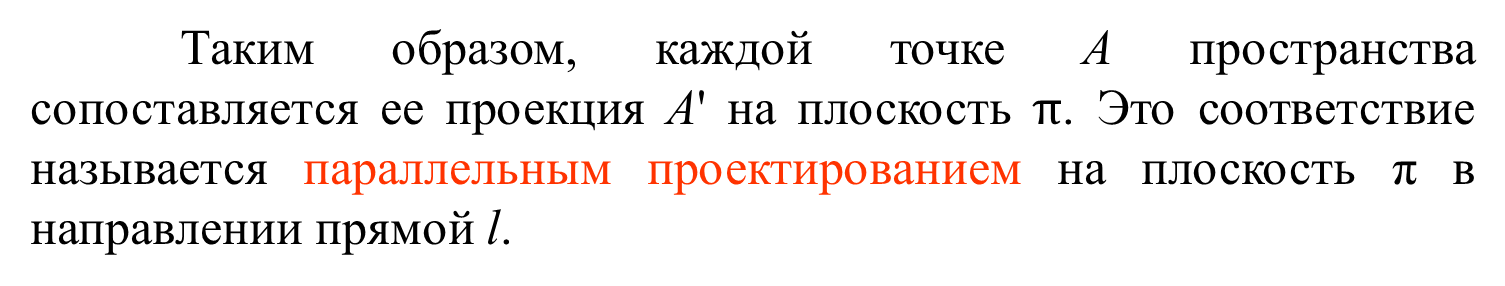 Таким образом, каждой точке A пространства
сопоставляется ее проекция A' на плоскость π. Это соответствие
называется параллельным проектированием на плоскость π в
направлении прямой l.